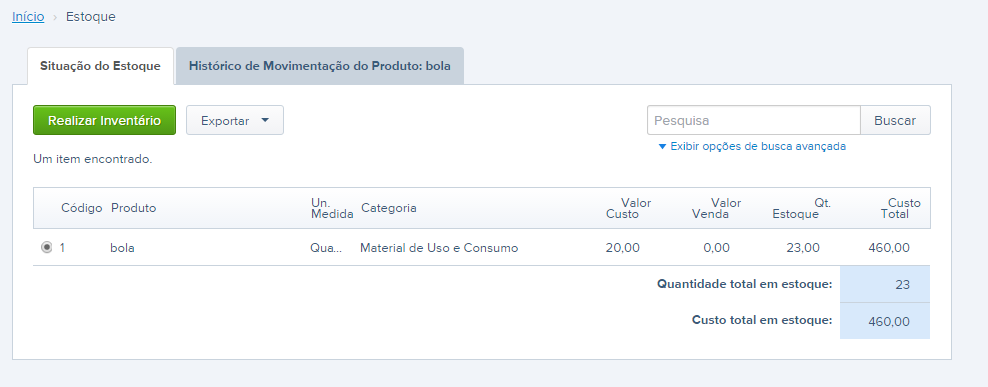 Início › Estoque
Situação do Estoque
Histórico de Movimentação do Produto: bola
Realizar Inventário
Exportar
Pesquisa
Buscar
Exibir opções de busca avançada
Um item encontrado.
Código Produto Un. Medida Categoria Valor Custo Valor Venda Qt. Estoque Custo Total
1 bola Qua... Material de Uso e Consumo 20,00 0,00 23,00 460,00
Quantidade total em estoque: 23
Custo total em estoque: 460,00